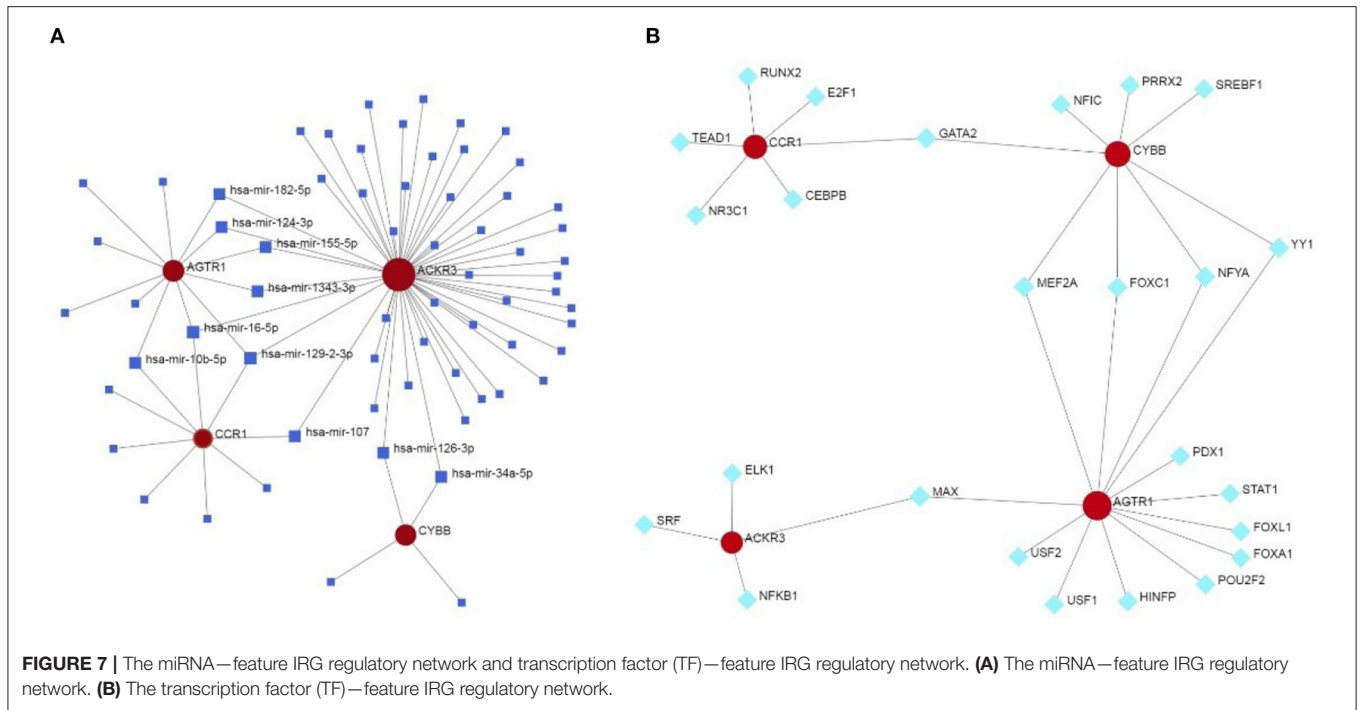 A
hsa-mir-182-5p
hsa-mir-124-3p
hsa-mir-155-5p
AGTR1
ACKR3
hsa-mir-1343-3p
hsa-mir-16-5p
hsa-mir-10b-5p
hsa-mir-129-2-3p
CCR1
hsa-mir-107
hsa-mir-126-3p
hsa-mir-34a-5p
CYBB
B
RUNX2
E2F1
TEAD1
CCR1
GATA2
NR3C1
CEBPB
NFIC
PRRX2
SREBF1
CYBB
YY1
MEF2A
FOXC1
NFYA
ELK1
SRF
MAX
ACKR3
NFKB1
PDX1
STAT1
AGTR1
FOXL1
FOXA1
USF2
POU2F2
USF1
HINFP
FIGURE 7 | The miRNA—feature IRG regulatory network and transcription factor (TF)—feature IRG regulatory network. (A) The miRNA—feature IRG regulatory
network. (B) The transcription factor (TF)—feature IRG regulatory network.